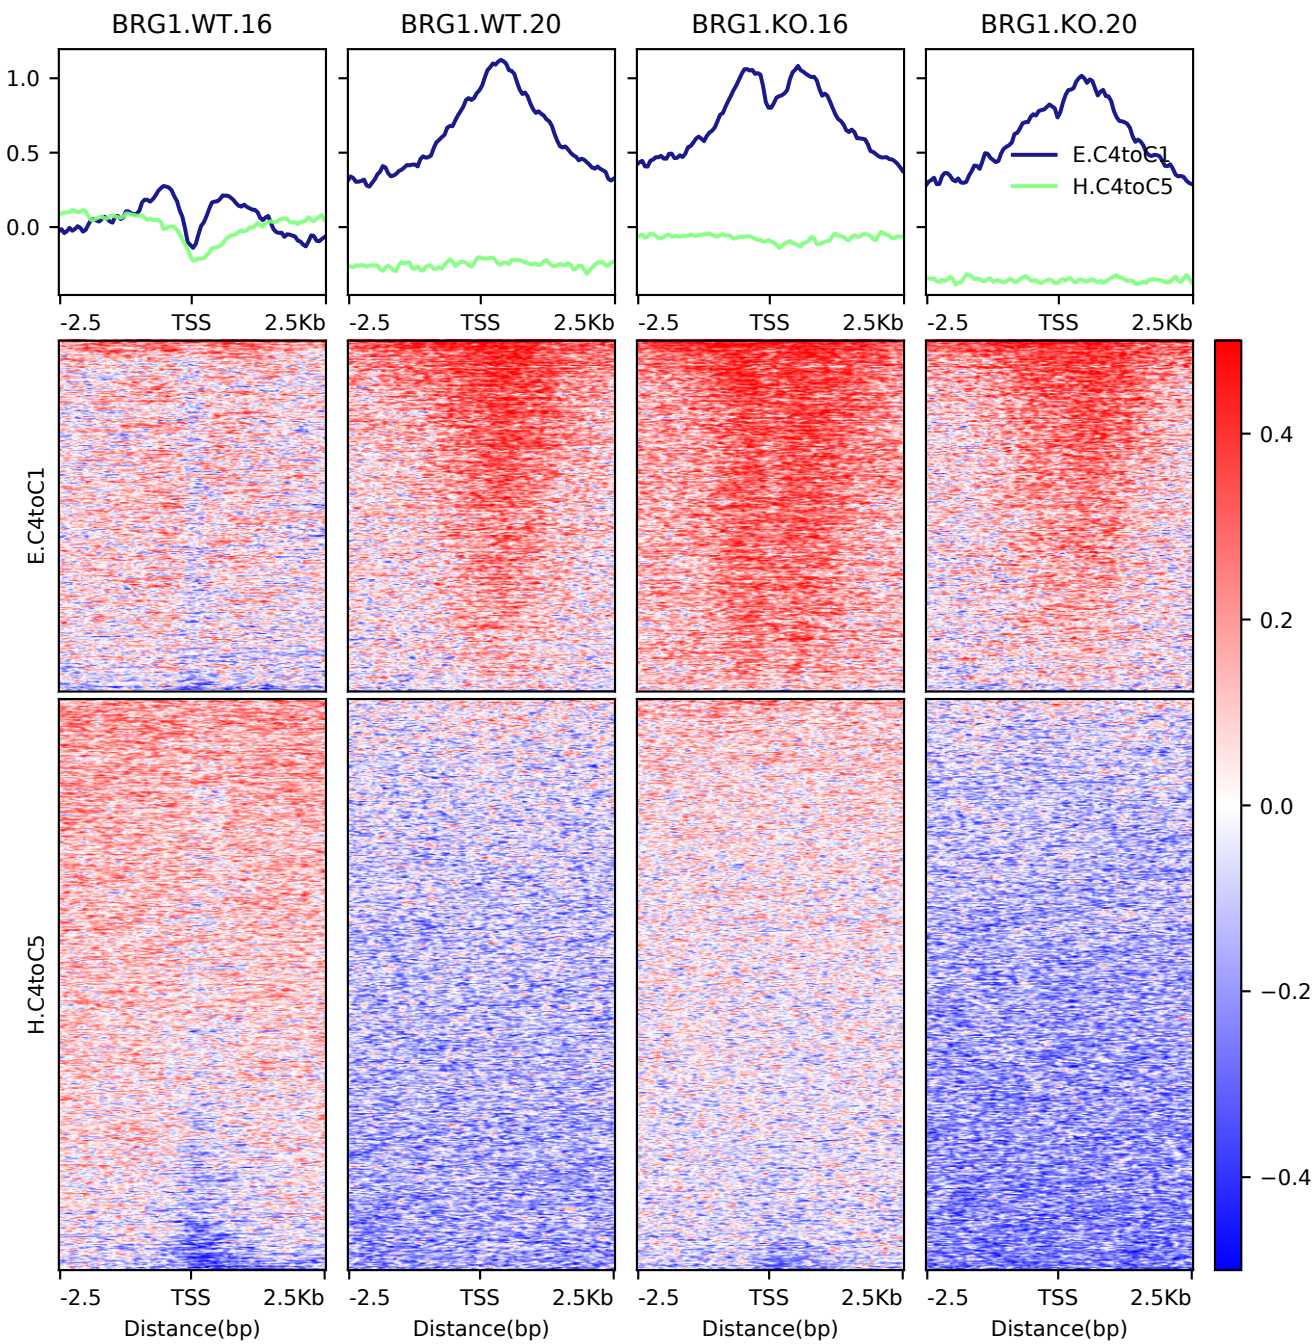 BRG1.WT.16 BRG1.WT.20 BRG1.KO.16 BRG1.KO.20
1.0
0.5
0.0
E.C4toC1
H.C4toC5
-2.5 TSS 2.5Kb -2.5 TSS 2.5Kb -2.5 TSS 2.5Kb -2.5 TSS 2.5Kb
E.C4toC1
H.C4toC5
0.4
0.2
0.0
−0.2
−0.4
-2.5 TSS 2.5Kb -2.5 TSS 2.5Kb -2.5 TSS 2.5Kb -2.5 TSS 2.5Kb
Distance(bp) Distance(bp) Distance(bp) Distance(bp)